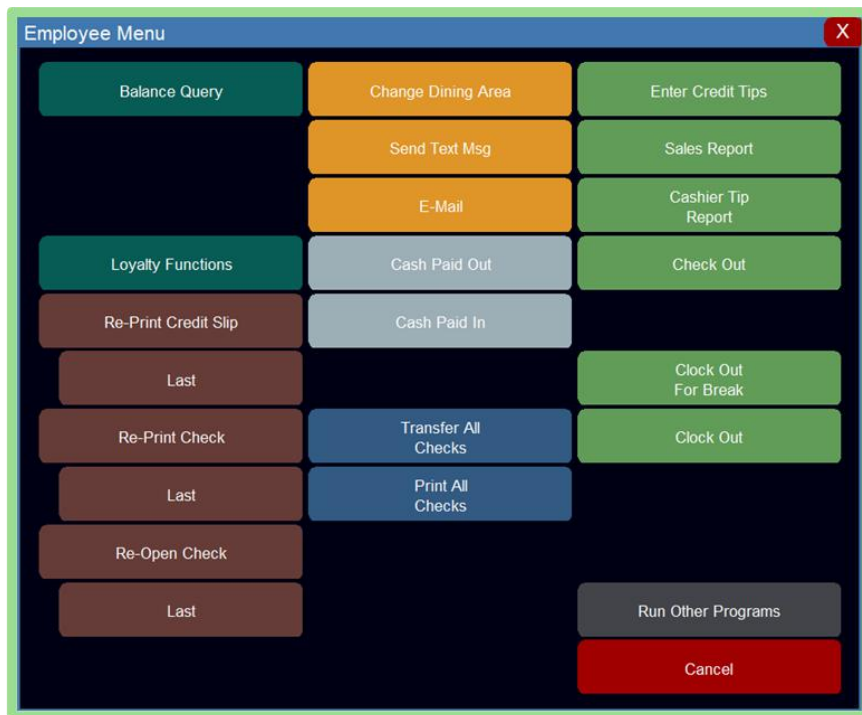 Employee Menu
X
Balance Query
Change Dining Area
Enter Credit Tips
Send Text Msg
Sales Report
E-Mail
Cashier Tip
Report
Loyalty Functions
Cash Paid Out
Check Out
Re-Print Credit Slip
Cash Paid In
Last
Clock Out
For Break
Re-Print Check
Transfer All
Checks
Clock Out
Last
Print All
Checks
Re-Open Check
Last
Run Other Programs
Cancel